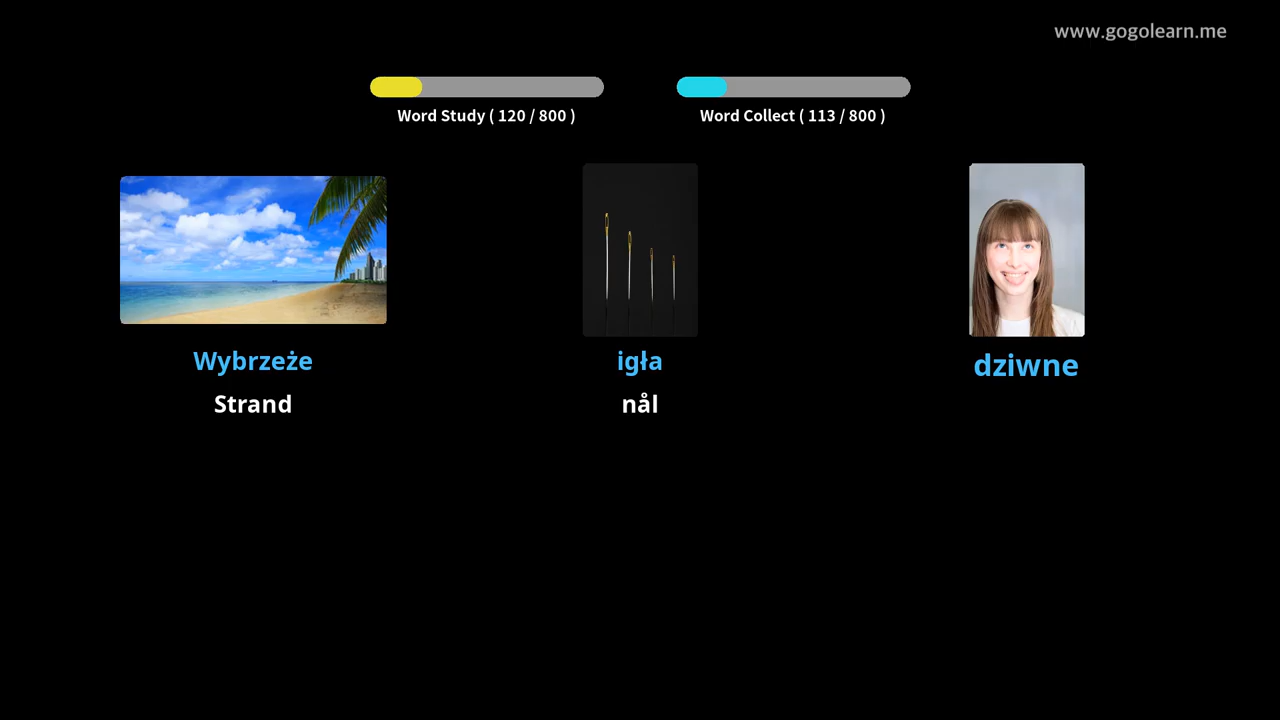 www.gogolearn.me
Word Study ( 120 / 800 )
Word Collect ( 113 / 800 )
Wybrzeże
igła
dziwne
Strand
nål